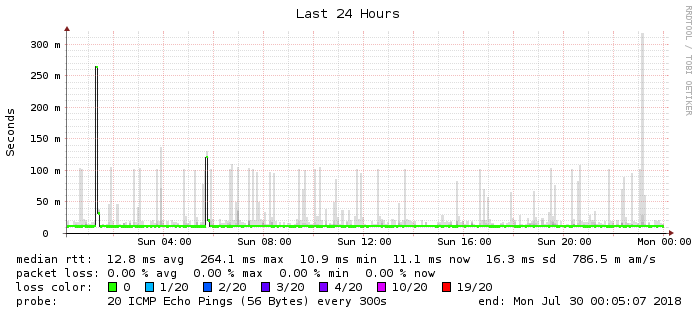 Last 24 Hours
RRDTOOL / TOBI OETIKER
Seconds
300 m
250 m
200 m
150 m
100 m
50 m
0
Sun 04:00 Sun 08:00 Sun 12:00 Sun 16:00 Sun 20:00 Mon 00:00
median rtt: 12.8 ms avg 264.1 ms max 10.9 ms min 11.1 ms now 16.3 ms sd 786.5 m am/s
packet loss: 0.00 % avg 0.00 % max 0.00 % min 0.00 % now
loss color: 0 1/20 2/20 3/20 4/20 10/20 19/20
probe: 20 ICMP Echo Pings (56 Bytes) every 300s end: Mon Jul 30 00:05:07 2018